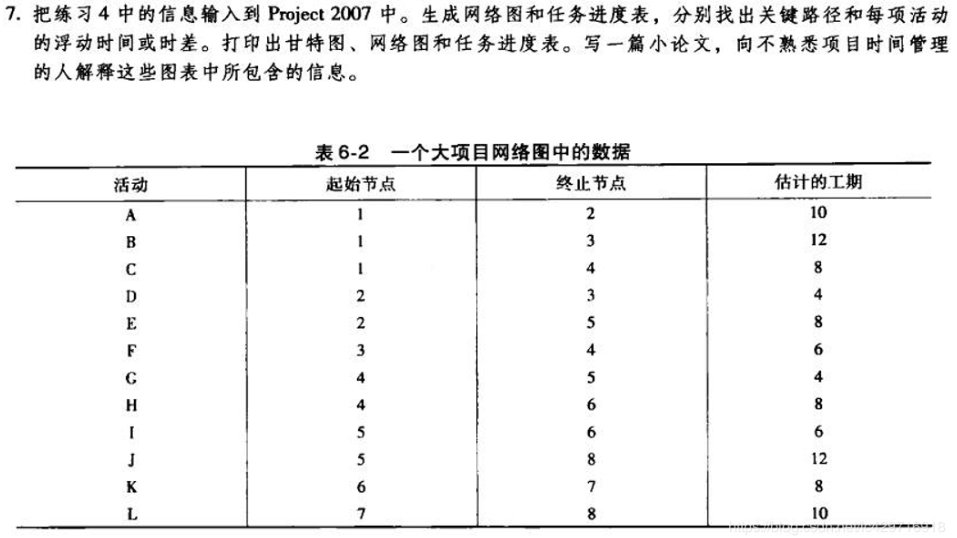 7. 把练习4中的信息输入到 Project 2007 中。生成网络图和任务进度表，分别找出关键路径和每项活动
的浮动时间或时差。打印出甘特图、网络图和任务进度表。写一篇小论文，向不熟悉项目时间管理
的人解释这些图表中所包含的信息。
表 6-2 一个大项目网络图中的数据
活动 起始节点 终止节点 估计的工期
A 1 2 10
B 1 3 12
C 1 4 8
D 2 3 4
E 2 5 8
F 3 4 6
G 4 5 4
H 4 6 8
I 5 6 6
J 5 8 12
K 6 7 8
L 7 8 10